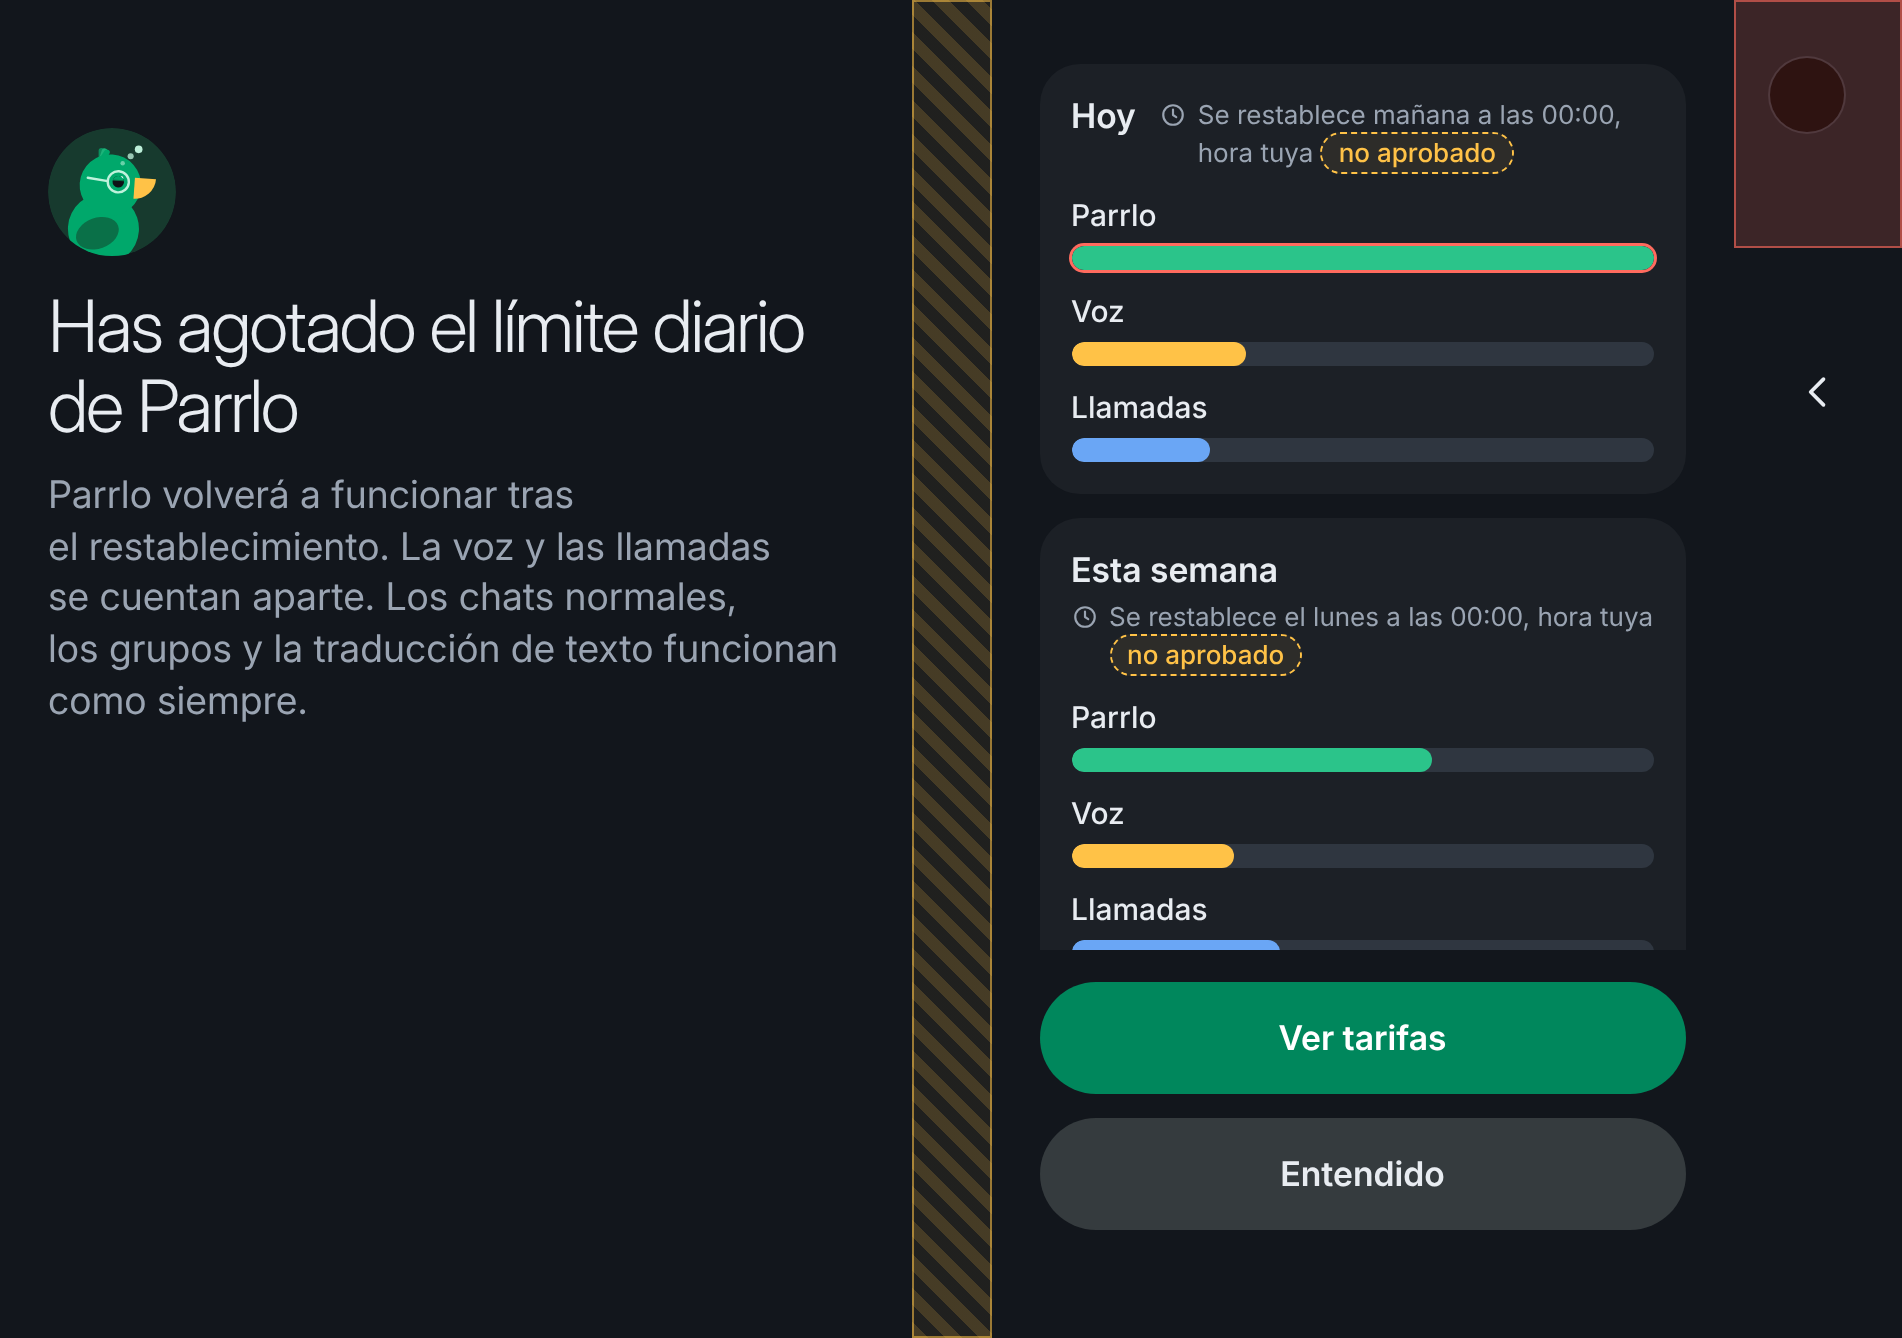 Has agotado el límite diario
de Parrlo
Parrlo volverá a funcionar tras
el restablecimiento. La voz y las llamadas
se cuentan aparte. Los chats normales,
los grupos y la traducción de texto funcionan
como siempre.
Hoy Se restablece mañana a las 00:00,
hora tuya no aprobado
Parrlo
Voz
Llamadas
Esta semana
Se restablece el lunes a las 00:00, hora tuya
no aprobado
Parrlo
Voz
Llamadas
Ver tarifas
Entendido